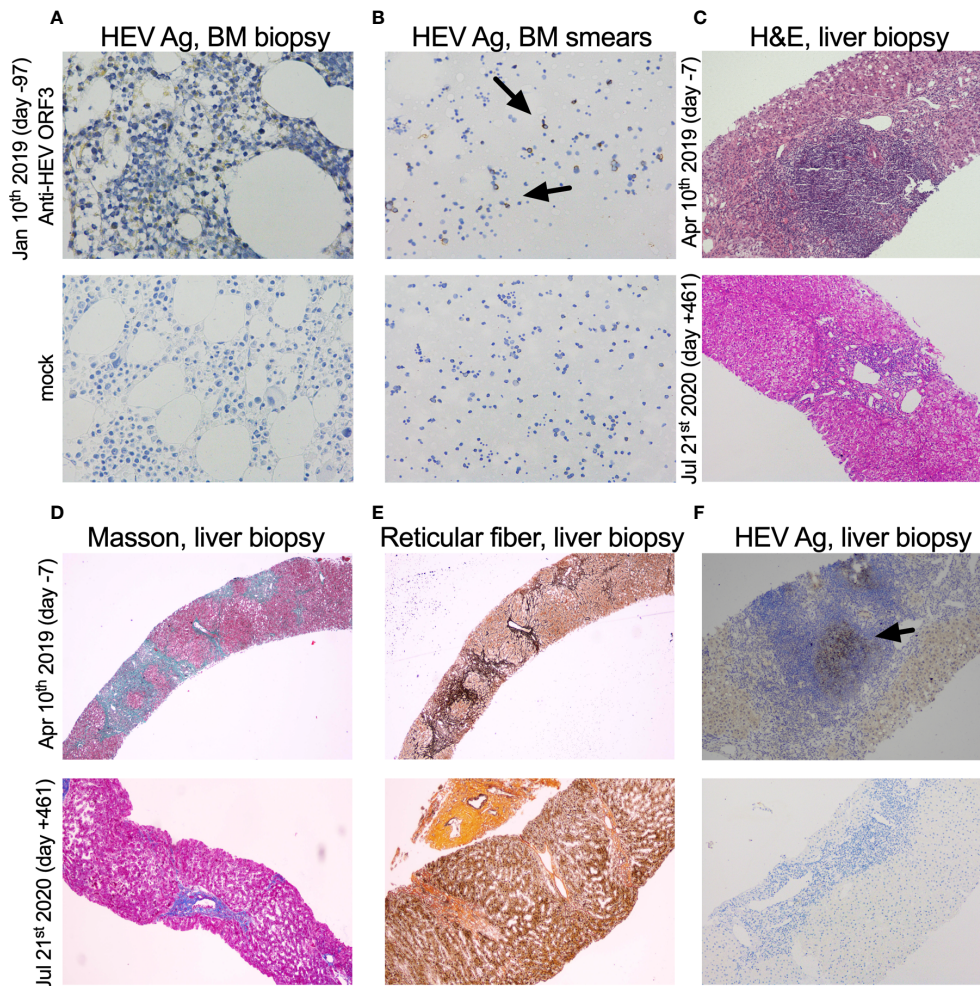 A
HEV Ag, BM biopsy
Jan 10th 2019 (day -97)
Anti-HEV ORF3
mock
B
HEV Ag, BM smears
C
H&E, liver biopsy
Apr 10th 2019 (day -7)
Jul 21st 2020 (day +461)
D
Masson, liver biopsy
Apr 10th 2019 (day -7)
Jul 21st 2020 (day +461)
E
Reticular fiber, liver biopsy
F
HEV Ag, liver biopsy